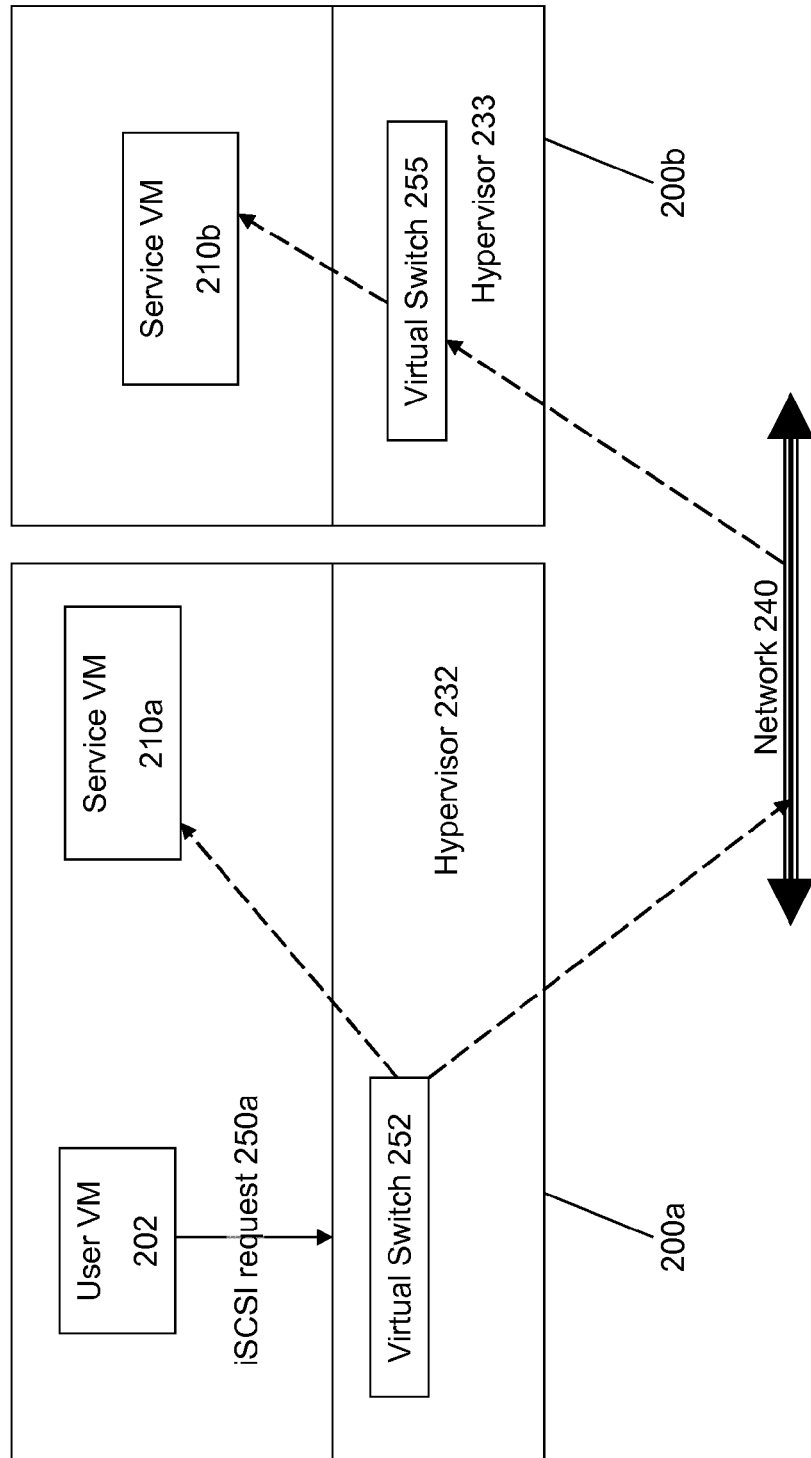 User VM
202
iSCSI request 250a
Virtual Switch 252
Service VM
210a
Hypervisor 232
200a
Service VM
210b
Virtual Switch 255
Hypervisor 233
200b
Network 240